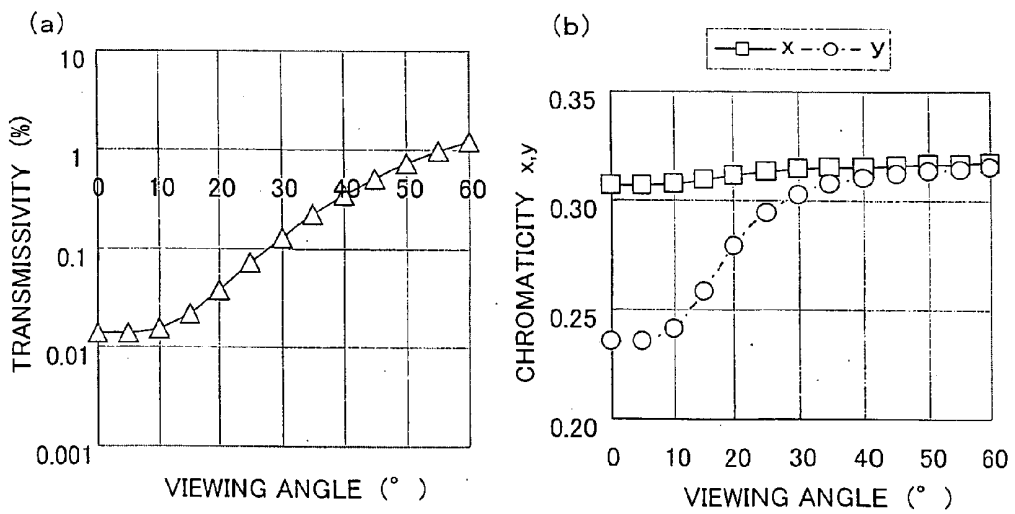 (a)
TRANSMISSIVITY (%)
10
1
0.1
0.01
0.001
0 10 20 30 40 50 60
VIEWING ANGLE (°)
(b)
x y
CHROMATICITY x,y
0.35
0.30
0.25
0.20
0 10 20 30 40 50 60
VIEWING ANGLE (°)